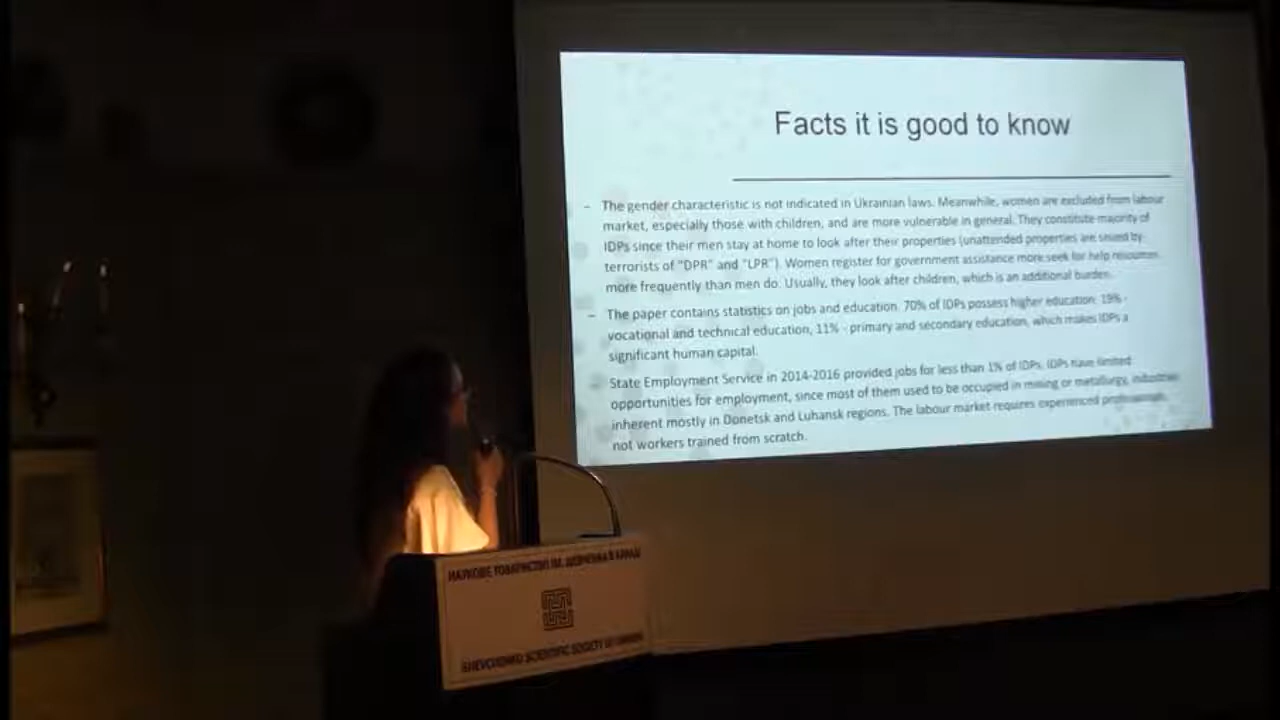 Facts it is good to know
– The gender characteristic is not indicated in Ukrainian laws. Meanwhile, women are excluded from labour
market, especially those with children, and are more vulnerable in general. They constitute majority of
IDPs since their men stay at home to look after their properties (unattended properties are seized by
terrorists of "DPR" and "LPR"). Women register for government assistance more seek for help resources
more frequently than men do. Usually, they look after children, which is an additional burden.
– The paper contains statistics on jobs and education. 70% of IDPs possess higher education. 19% -
vocational and technical education, 11% - primary and secondary education, which makes IDPs a
significant human capital.
– State Employment Service in 2014-2016 provided jobs for less than 1% of IDPs. IDPs have limited
opportunities for employment, since most of them used to be occupied in mining or metallurgy, industries
inherent mostly in Donetsk and Luhansk regions. The labour market requires experienced professionals,
not workers trained from scratch.
НАУКОВЕ ТОВАРИСТВО ІМ. ШЕВЧЕНКА В КАНАДІ
SHEVCHENKO SCIENTIFIC SOCIETY OF CANADA